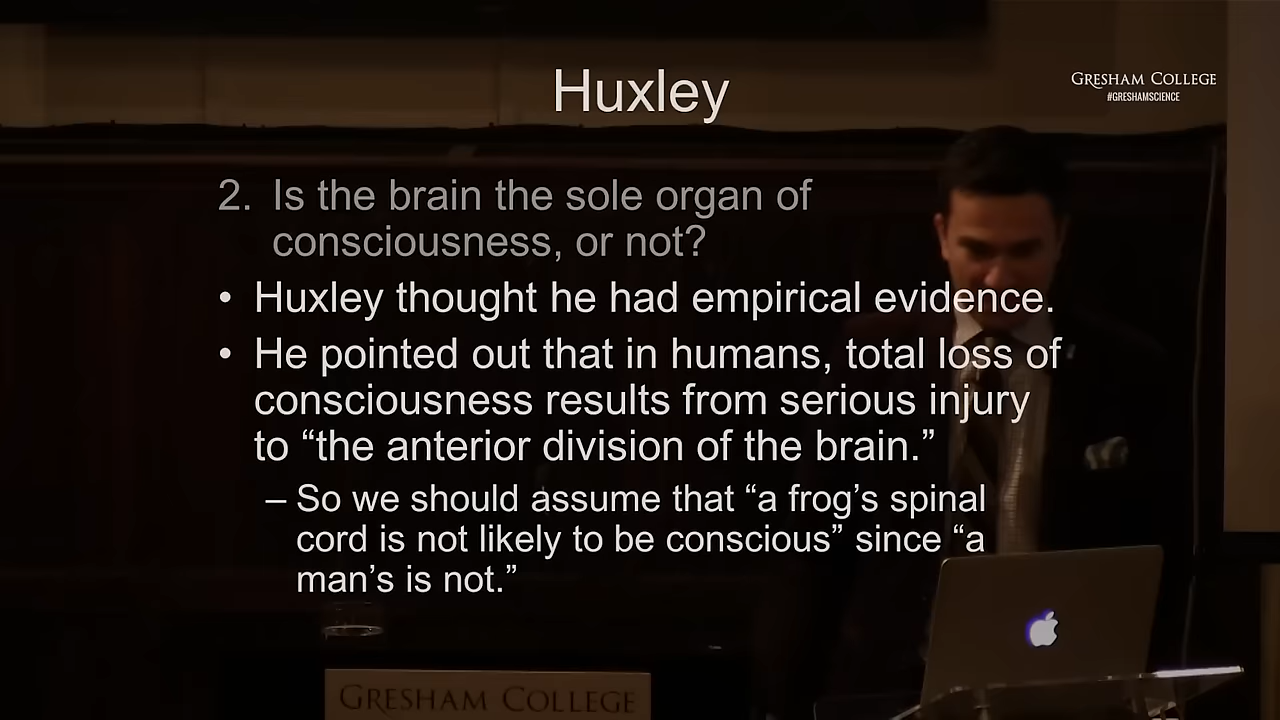 Huxley
GRESHAM COLLEGE
#GRESHAMSCIENCE
2. Is the brain the sole organ of
consciousness, or not?
• Huxley thought he had empirical evidence.
• He pointed out that in humans, total loss of
consciousness results from serious injury
to “the anterior division of the brain.”
– So we should assume that “a frog’s spinal
cord is not likely to be conscious” since “a
man’s is not.”
GRESHAM COLLEGE